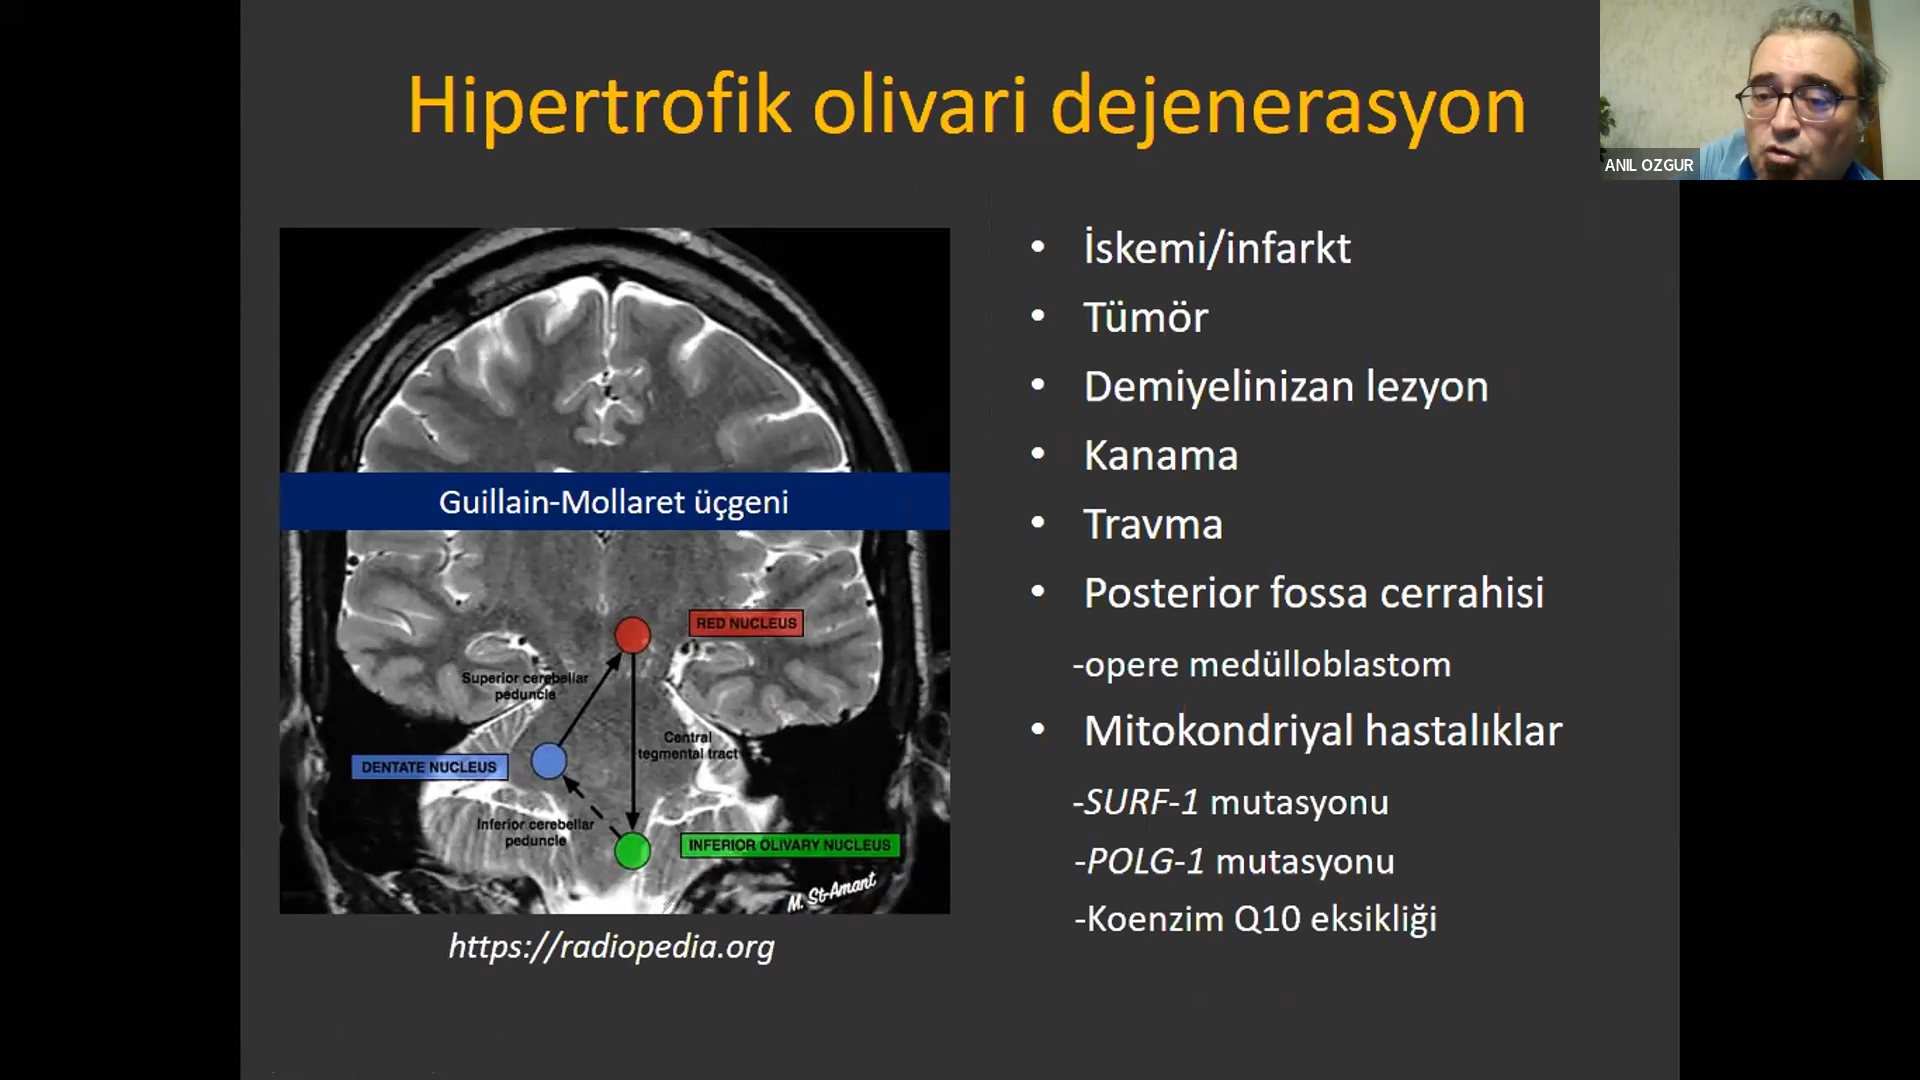 Hipertrofik olivari dejenerasyon
ANIL OZGUR
Guillain-Mollaret üçgeni
RED NUCLEUS
Superior cerebellar
peduncle
Central
tegmental tract
DENTATE NUCLEUS
Inferior cerebellar
peduncle
INFERIOR OLIVARY NUCLEUS
M. St-Amant
https://radiopedia.org
• İskemi/infarkt
• Tümör
• Demiyelinizan lezyon
• Kanama
• Travma
• Posterior fossa cerrahisi
-opere medülloblastom
• Mitokondriyal hastalıklar
-SURF-1 mutasyonu
-POLG-1 mutasyonu
-Koenzim Q10 eksikliği